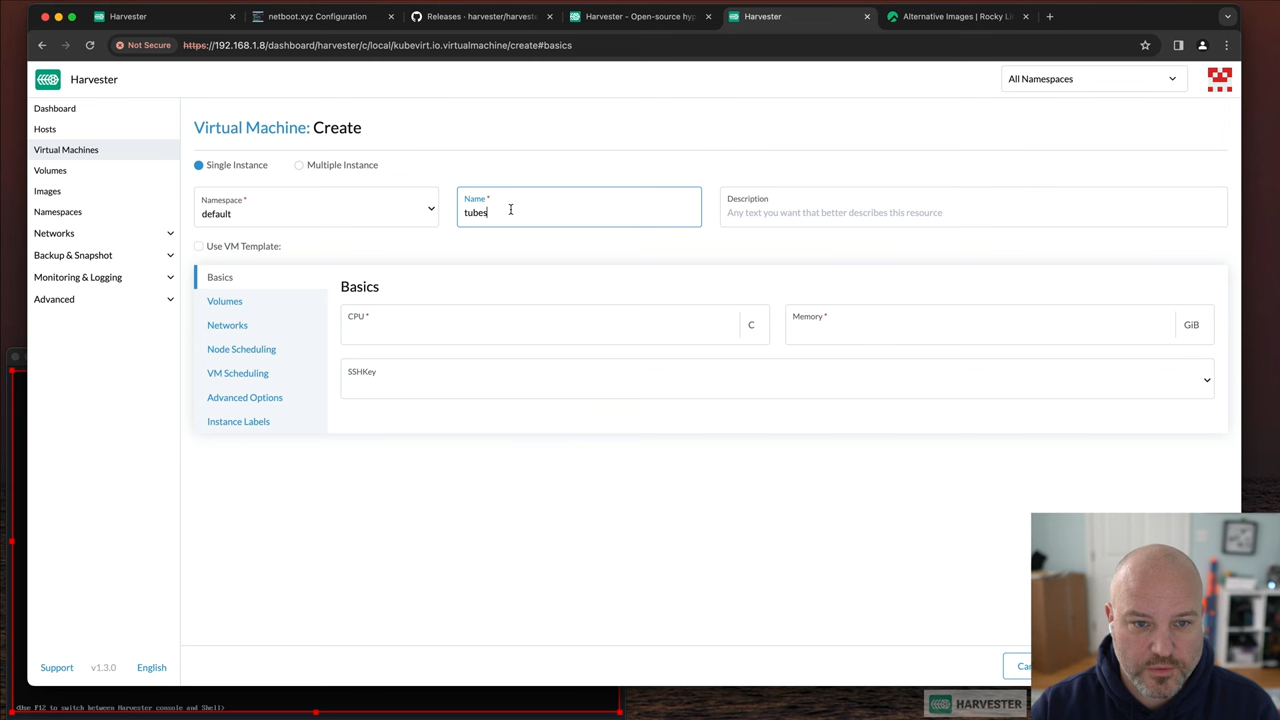 Harvester
netboot.xyz Configuration
Releases · harvester/harveste
Harvester - Open-source hyp
Harvester
Alternative Images | Rocky Li
Not Secure
https://192.168.1.8/dashboard/harvester/c/local/kubevirt.io.virtualmachine/create#basics
Harvester
All Namespaces
Dashboard
Hosts
Virtual Machines
Volumes
Images
Namespaces
Networks
Backup & Snapshot
Monitoring & Logging
Advanced
Virtual Machine: Create
Single Instance
Multiple Instance
Namespace *
default
Name *
tubes
Description
Any text you want that better describes this resource
Use VM Template:
Basics
Volumes
Networks
Node Scheduling
VM Scheduling
Advanced Options
Instance Labels
Basics
CPU *
C
Memory *
GiB
SSHKey
Support
v1.3.0
English
Can
<Use F12 to switch between Harvester console and Shell>
HARVESTER